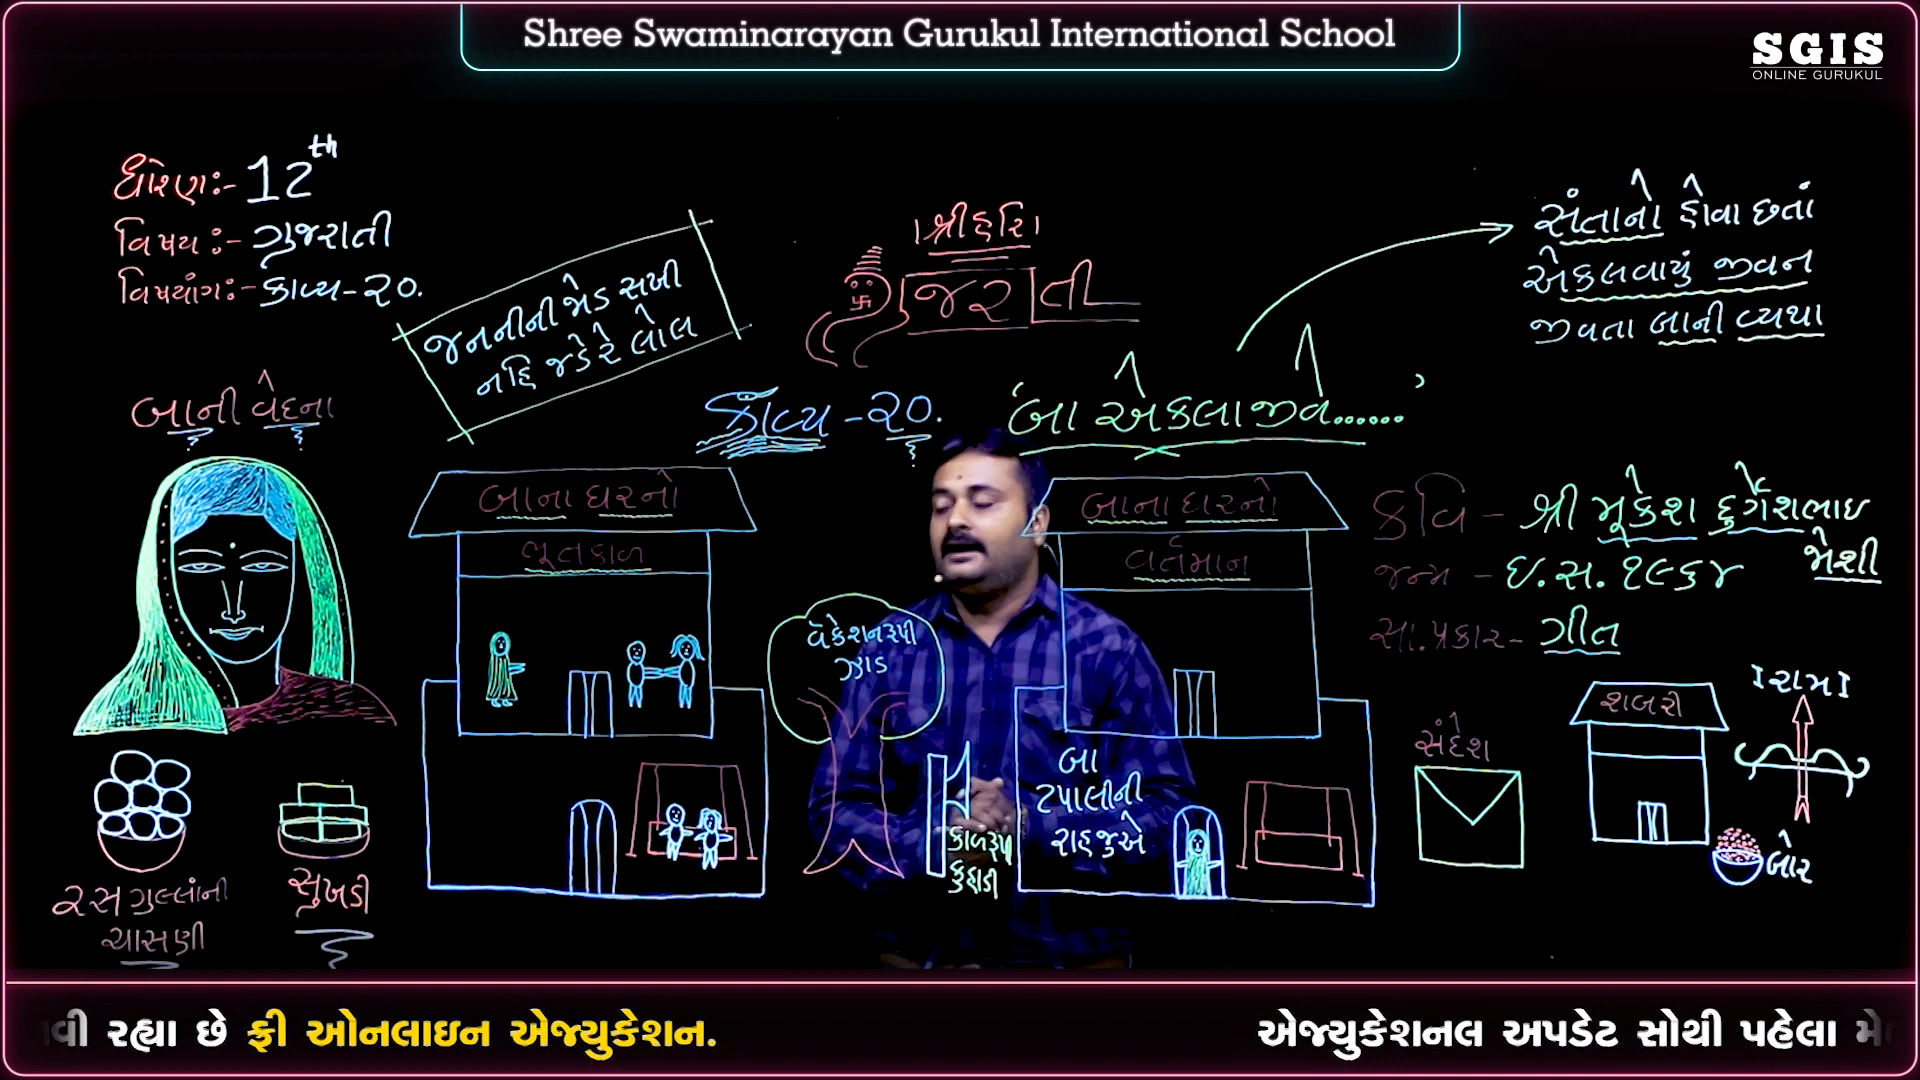 Shree Swaminarayan Gurukul International School
SGIS
ONLINE GURUKUL
ધોરણઃ- 12th
વિષયઃ- ગુજરાતી
વિષયાંગઃ- કાવ્ય-૨૦.
જનનીની જોડ સખી
નહિ જડે રે લોલ
।શ્રીહરિ।
જરાતી
સંતાનો હોવા છતાં
એકલવાયું જીવન
જીવતા બાની વ્યથા
કાવ્ય - ૨૦. 'બા એકલા જીવે......'
બાની વેદના
બાના ઘરનો
ભૂતકાળ
વૅકેશનરૂપી
ઝાડ
કાળરૂપી
કુહાડી
બાના ઘરનો
વર્તમાન
બા
ટપાલીની
રાહ જુએ
કવિ - શ્રી મૂકેશ દુર્ગેશભાઇ
જોશી
જન્મ - ઇ.સ. ૧૯૬૪
સા.પ્રકાર- ગીત
સંદેશ
શબરી
।રામ।
બોર
રસગુલ્લાંની
ચાસણી
સુખડી
વી રહ્યા છે ફ્રી ઓનલાઇન એજ્યુકેશન.
એજ્યુકેશનલ અપડેટ સોથી પહેલા મે